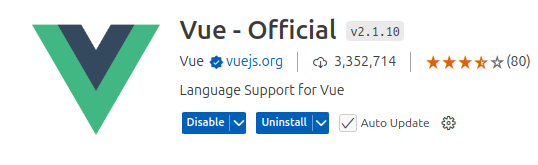 Vue - Official v2.1.10
Vue vuejs.org 3,352,714 (80)
Language Support for Vue
Disable Uninstall Auto Update